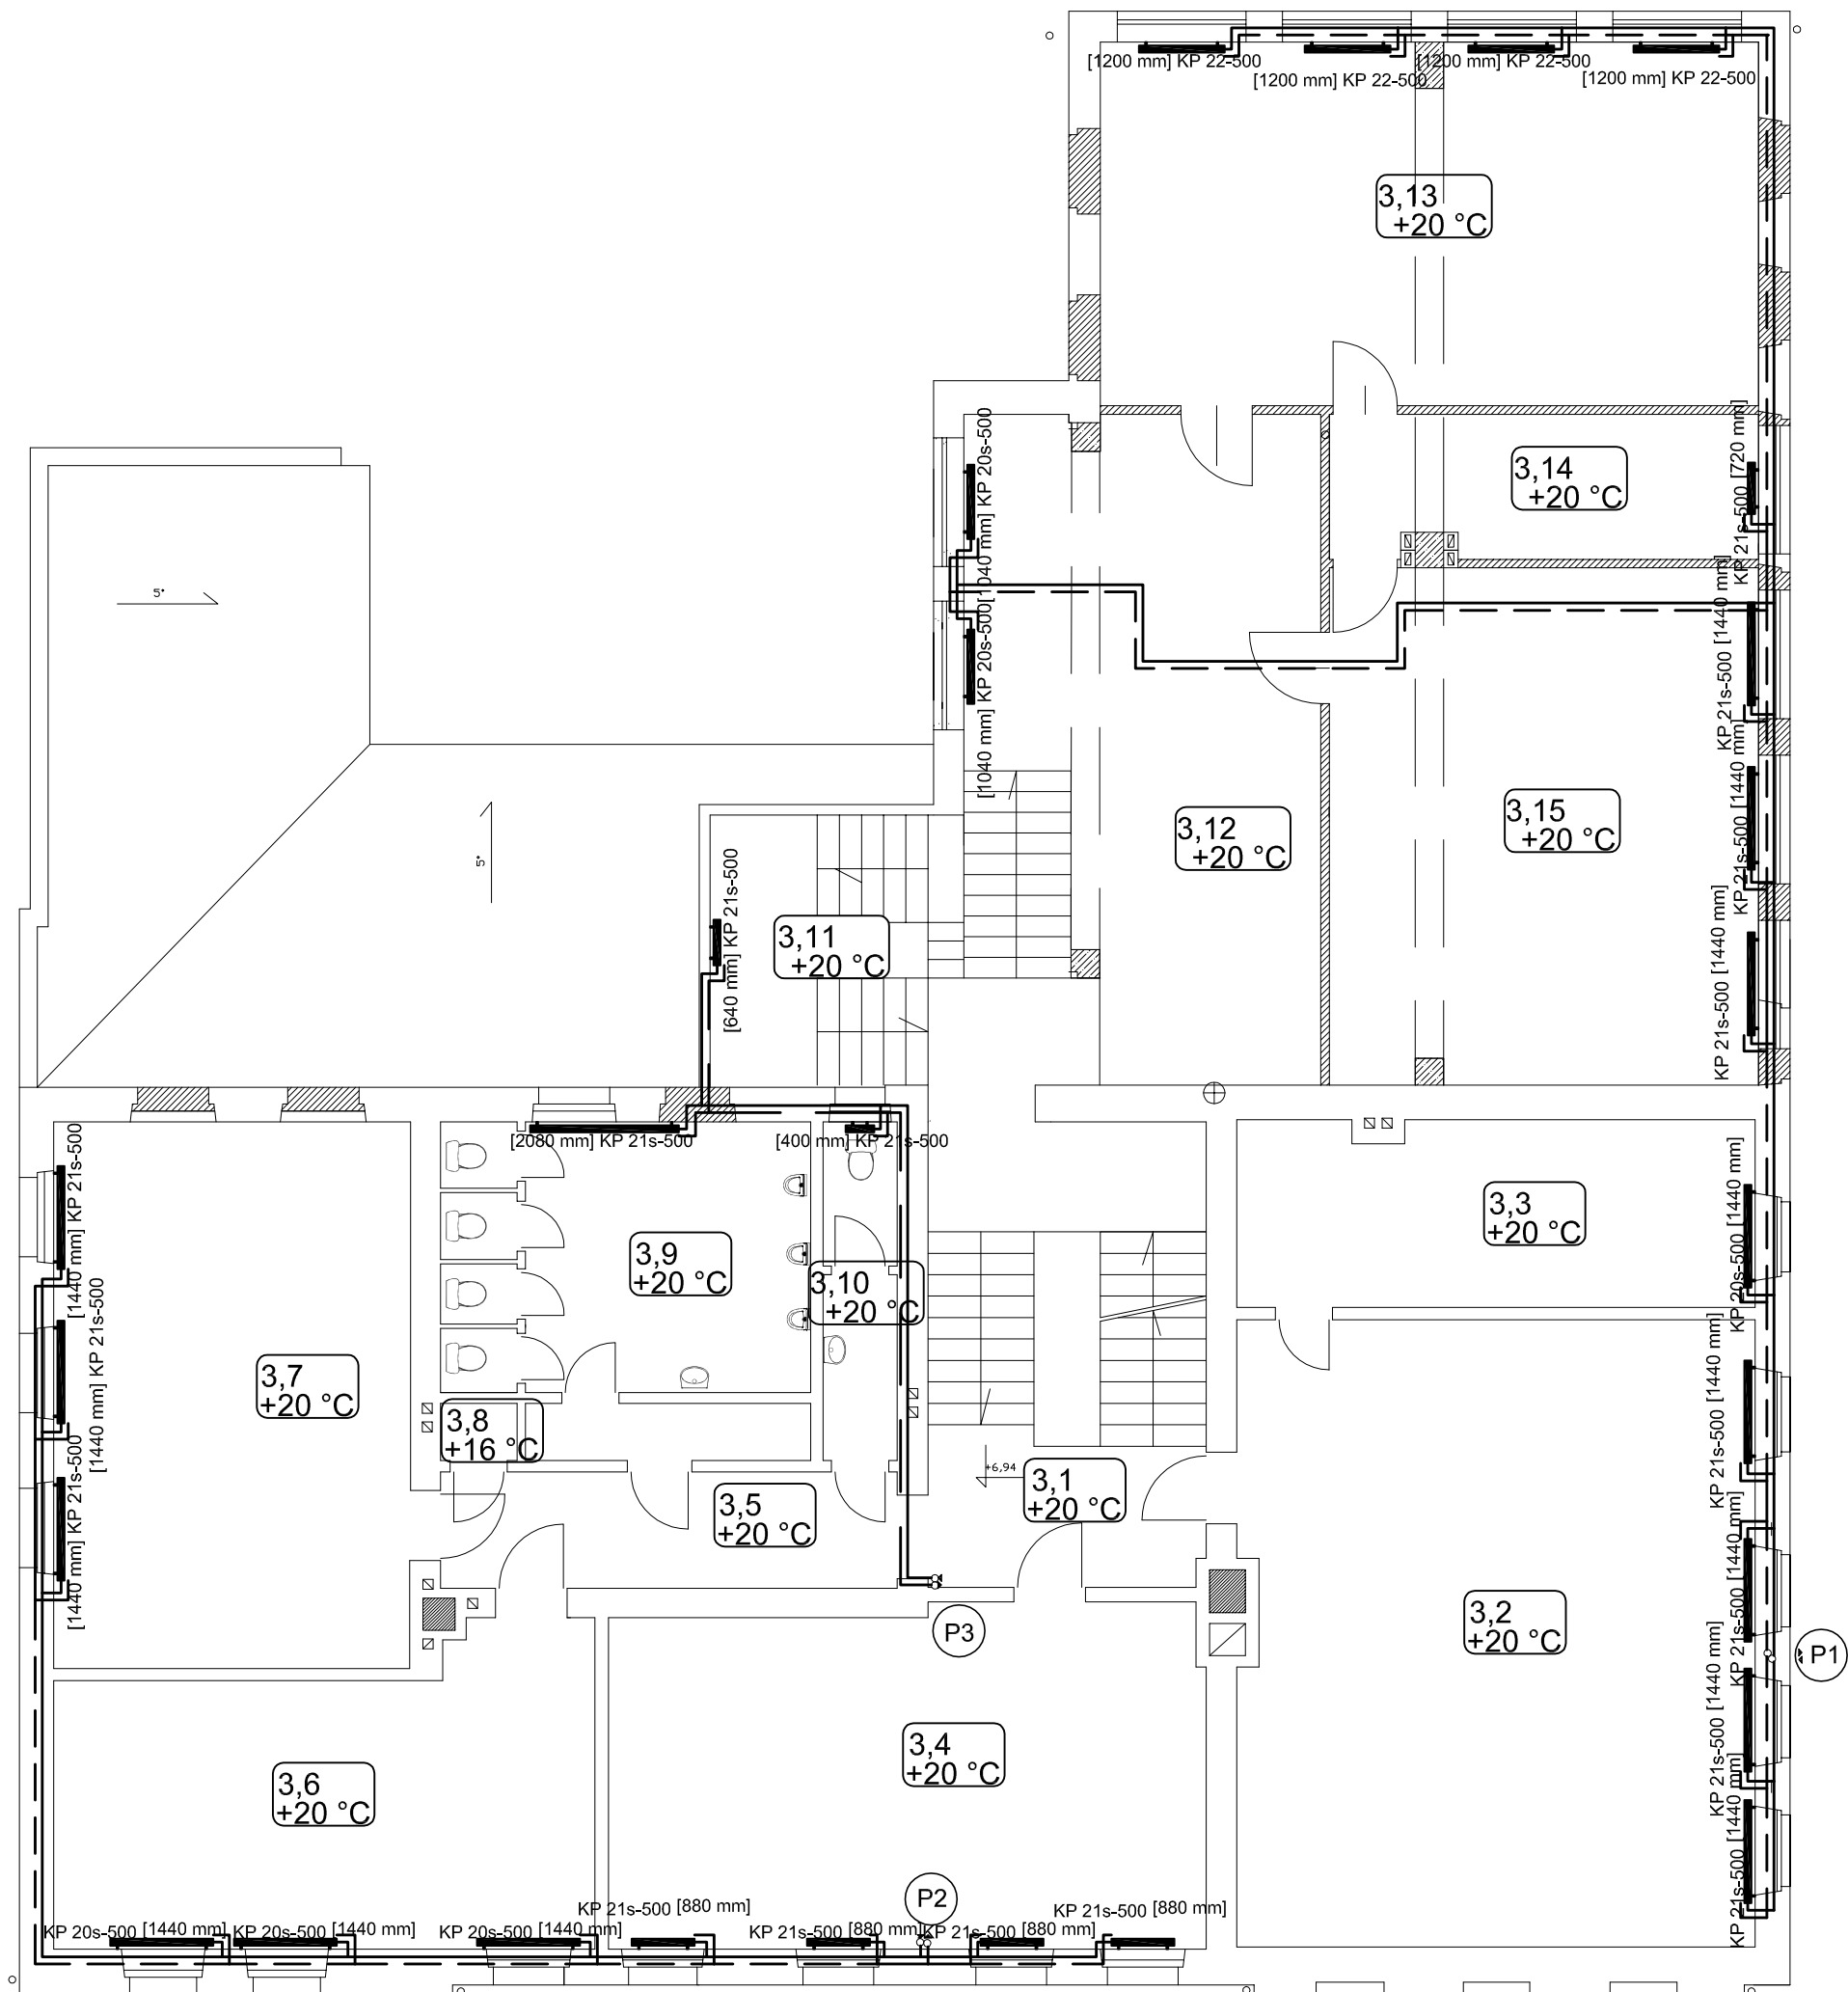 [1200 mm] KP 22-500
[1200 mm] KP 22-500
[1200 mm] KP 22-500
[1200 mm] KP 22-500
3,13
+20 °C
[1040 mm] KP 20s-500
[1040 mm] KP 20s-500
3,14
+20 °C
KP 21s-500 [720 mm]
5°
5°
KP 21s-500 [1440 mm]
KP 21s-500 [1440 mm]
KP 21s-500 [1440 mm]
3,12
+20 °C
3,15
+20 °C
3,11
+20 °C
[640 mm] KP 21s-500
[2080 mm] KP 21s-500
[400 mm] KP 21s-500
[1440 mm] KP 21s-500
[1440 mm] KP 21s-500
[1440 mm] KP 21s-500
3,9
+20 °C
3,10
+20 °C
3,3
+20 °C
KP 20s-500 [1440 mm]
3,7
+20 °C
3,8
+16 °C
3,5
+20 °C
+6,94
3,1
+20 °C
KP 21s-500 [1440 mm]
KP 21s-500 [1440 mm]
KP 21s-500 [1440 mm]
KP 21s-500 [1440 mm]
3,2
+20 °C
P3
P1
3,4
+20 °C
3,6
+20 °C
P2
KP 20s-500 [1440 mm]
KP 20s-500 [1440 mm]
KP 20s-500 [1440 mm]
KP 21s-500 [880 mm]
KP 21s-500 [880 mm]
KP 21s-500 [880 mm]
KP 21s-500 [880 mm]